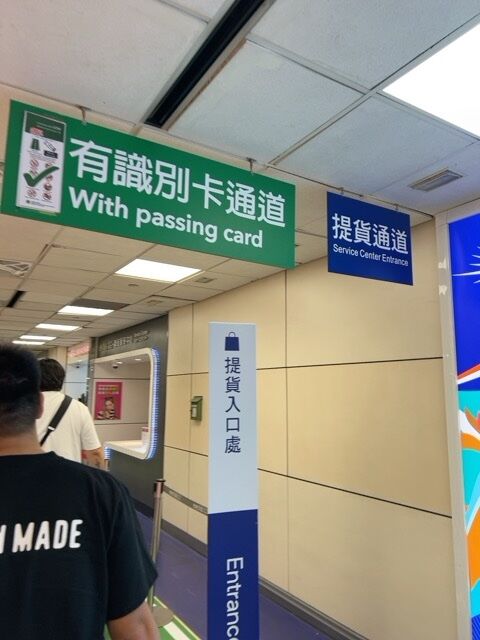 有識別卡通道
With passing card
提貨通道
Service Center Entrance
提貨入口處
Entranc
MADE